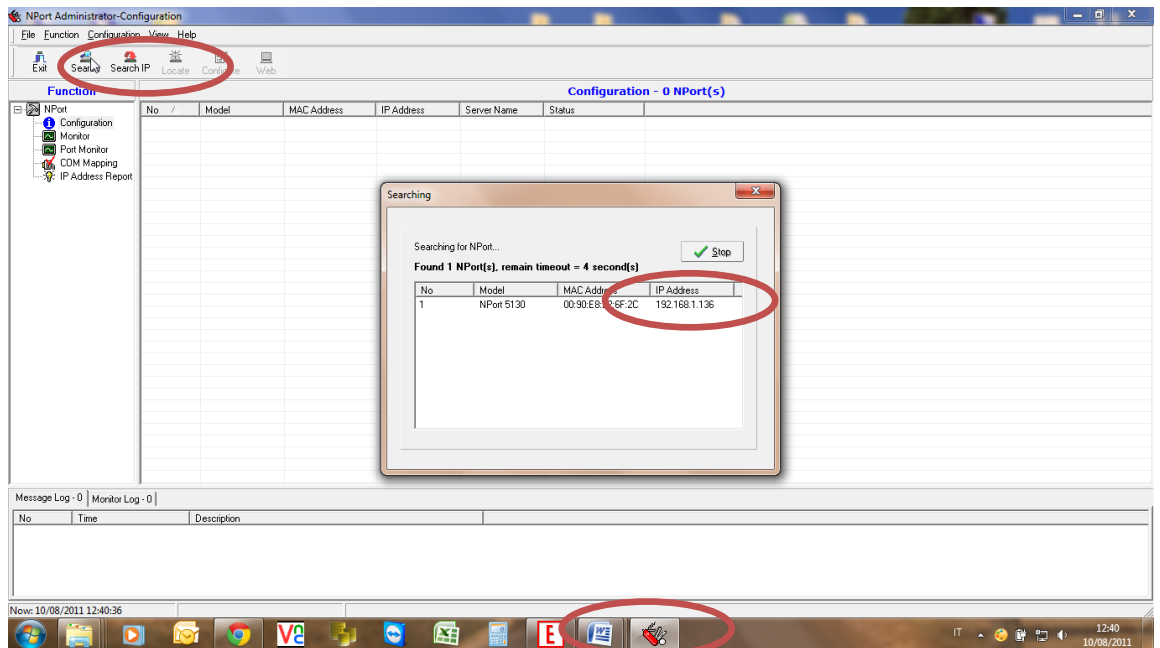 NPort Administrator-Configuration
File Function Configuration View Help
Exit Search Search IP Locate Configure Web
Function
Configuration - 0 NPort(s)
NPort
Configuration
Monitor
Port Monitor
COM Mapping
IP Address Report
No / Model MAC Address IP Address Server Name Status
Searching
Searching for NPort...
Stop
Found 1 NPort(s), remain timeout = 4 second(s)
No Model MAC Address IP Address
1 NPort 5130 192.168.1.136
Message Log - 0 Monitor Log - 0
No Time Description
Now: 10/08/2011 12:40:36
IT 12:40
10/08/2011